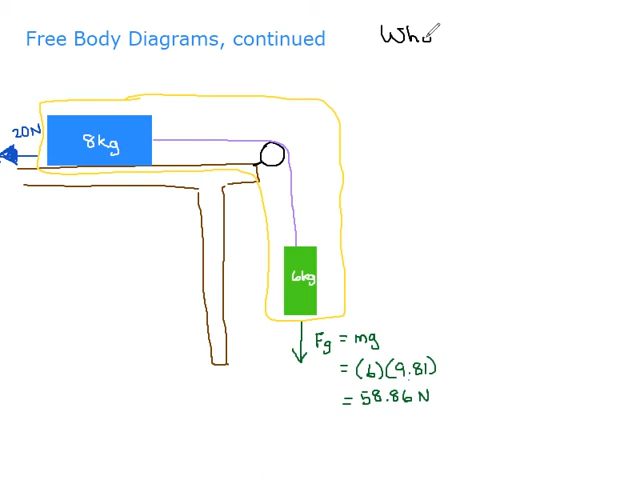 Free Body Diagrams, continued
20N
8kg
6kg
Fg = mg
= (6)(9.81)
= 58.86 N